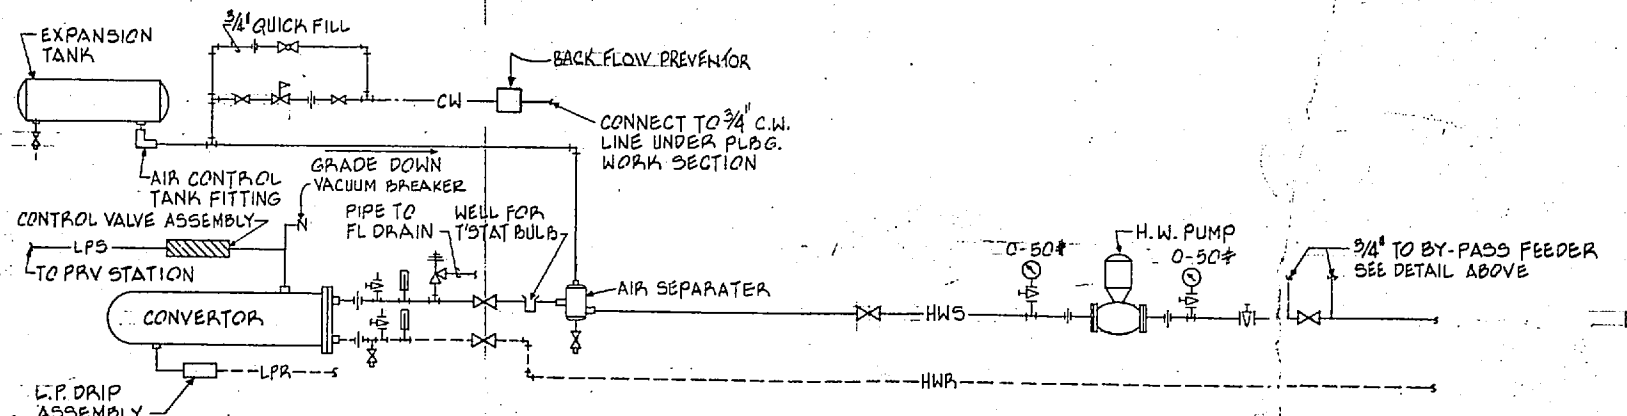 3/4" QUICK FILL
EXPANSION
TANK
BACK FLOW PREVENTOR
CW
CONNECT TO 3/4" C.W.
LINE UNDER PLBG.
WORK SECTION
GRADE DOWN
VACUUM BREAKER
AIR CONTROL
TANK FITTING
CONTROL VALVE ASSEMBLY
LPS
TO PRV STATION
PIPE TO
FL DRAIN
WELL FOR
T'STAT BULB
0-50#
H.W. PUMP
0-50#
3/4" TO BY-PASS FEEDER
SEE DETAIL ABOVE
AIR SEPARATER
CONVERTOR
HWS
LPR
HWR
L.P. DRIP
ASSEMBLY